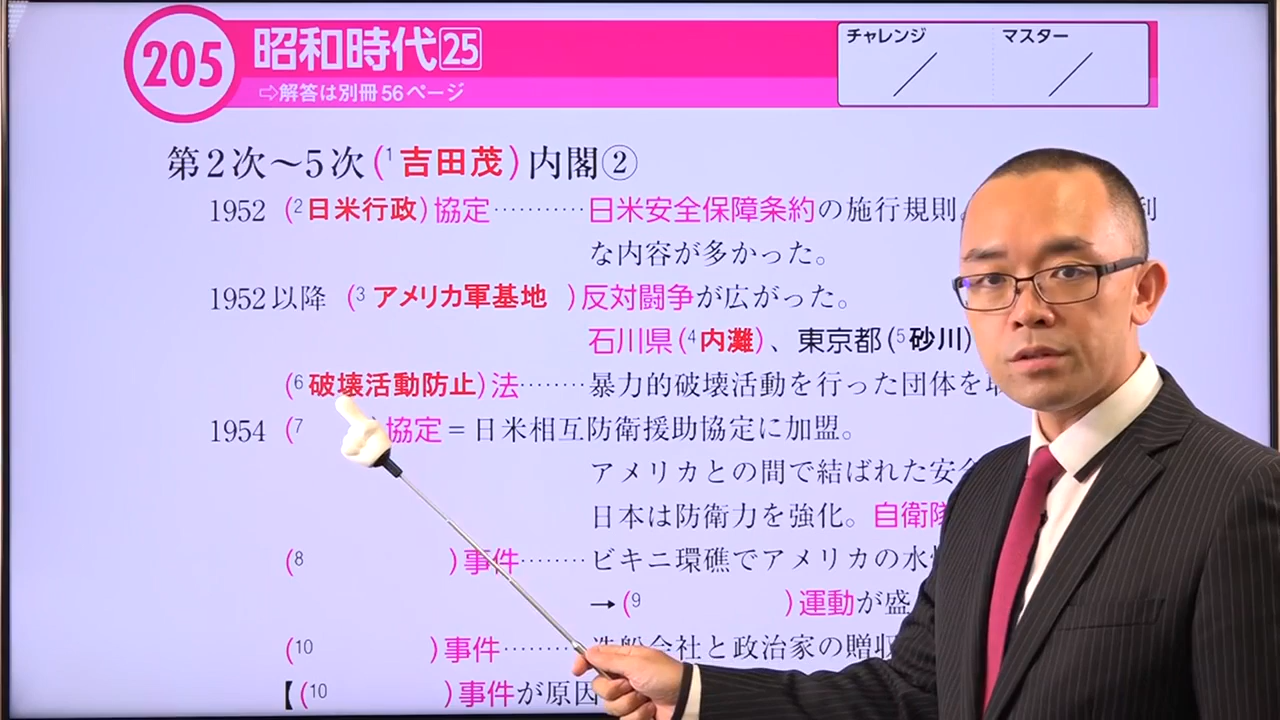 205 昭和時代25
⇨解答は別冊56ページ
チャレンジ マスター
第2次～5次(1 吉田茂)内閣②
1952 (2 日米行政)協定…………日米安全保障条約の施行規則。 利
な内容が多かった。
1952以降 (3 アメリカ軍基地 )反対闘争が広がった。
石川県(4 内灘)、東京都(5 砂川)
(6 破壊活動防止)法………暴力的破壊活動を行った団体を
1954 (7 )協定＝日米相互防衛援助協定に加盟。
アメリカとの間で結ばれた安
日本は防衛力を強化。自衛隊
(8 )事件………ビキニ環礁でアメリカの水
→(9 )運動が盛
(10 )事件………造船会社と政治家の贈収
【(10 )事件が原因